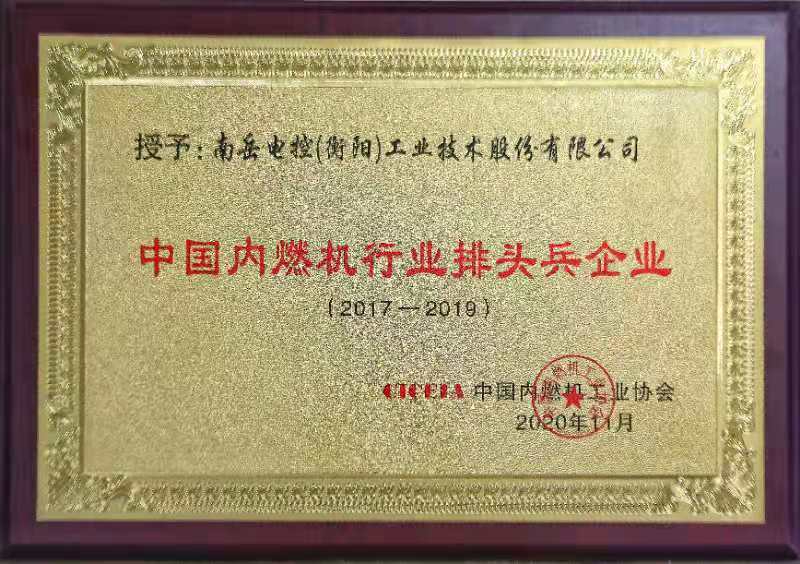 授予：南岳电控(衡阳)工业技术股份有限公司
中国内燃机行业排头兵企业
(2017—2019)
CICEIA 中国内燃机工业协会
2020年11月